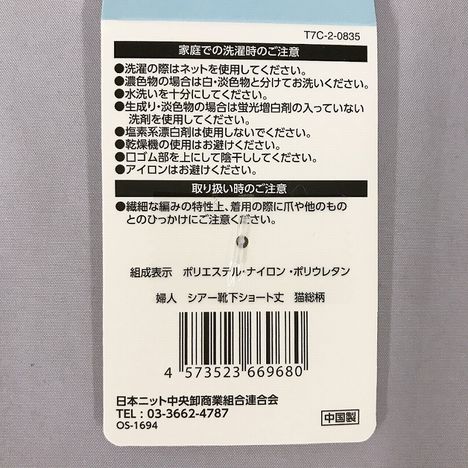 T7C-2-0835
家庭での洗濯時のご注意
●洗濯の際はネットを使用してください。
●濃色物の場合は白・淡色物と分けてお洗いください。
●水洗いを十分にしてください。
●生成り・淡色物の場合は蛍光増白剤の入っていない
洗剤を使用してください。
●塩素系漂白剤は使用しないでください。
●乾燥機の使用はお避けください。
●口ゴム部を上にして陰干ししてください。
●アイロンはお避けください。
取り扱い時のご注意
●繊細な編みの特性上、着用の際に爪や他のもの
とのひっかけにご注意ください。
組成表示 ポリエステル・ナイロン・ポリウレタン
婦人 シアー靴下ショート丈 猫総柄
4 573523 669680
日本ニット中央卸商業組合連合会
TEL : 03-3662-4787
OS-1694
中国製